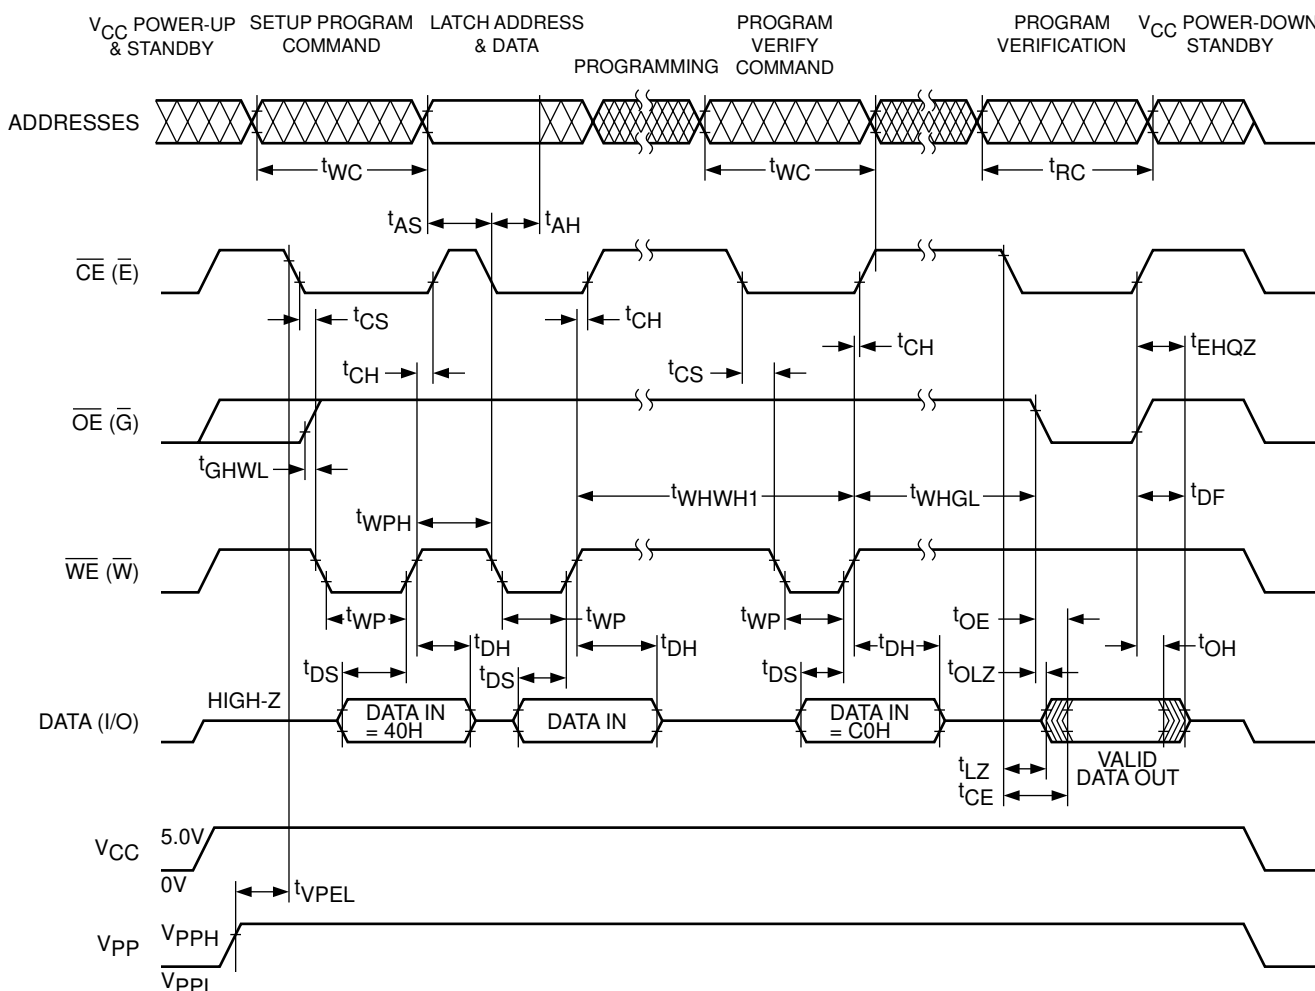 VCC POWER-UP
& STANDBY
SETUP PROGRAM
COMMAND
LATCH ADDRESS
& DATA
PROGRAMMING
PROGRAM
VERIFY
COMMAND
PROGRAM
VERIFICATION
VCC POWER-DOWN
STANDBY
ADDRESSES
tWC
tWC
tRC
tAS
tAH
CE (E)
tCS
tCH
tCH
tEHQZ
tCH
tCS
OE (G)
tGHWL
tWHWH1
tWHGL
tDF
tWPH
WE (W)
tWP
tWP
tWP
tOE
tDH
tDH
tDH
tOH
tDS
tDS
tDS
tOLZ
HIGH-Z
DATA (I/O)
DATA IN
= 40H
DATA IN
DATA IN
= C0H
VALID
DATA OUT
tLZ
tCE
VCC
5.0V
0V
tVPEL
VPP
VPPH
VPPL